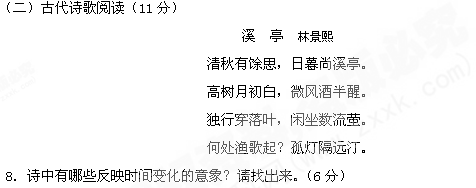 （二）古代诗歌阅读（11 分）
溪 亭 林景熙
清秋有馀思，日暮尚溪亭。
高树月初白，微风酒半醒。
独行穿落叶，闲坐数流萤。
何处渔歌起？孤灯隔远汀。
8．诗中有哪些反映时间变化的意象？请找出来。（6 分）